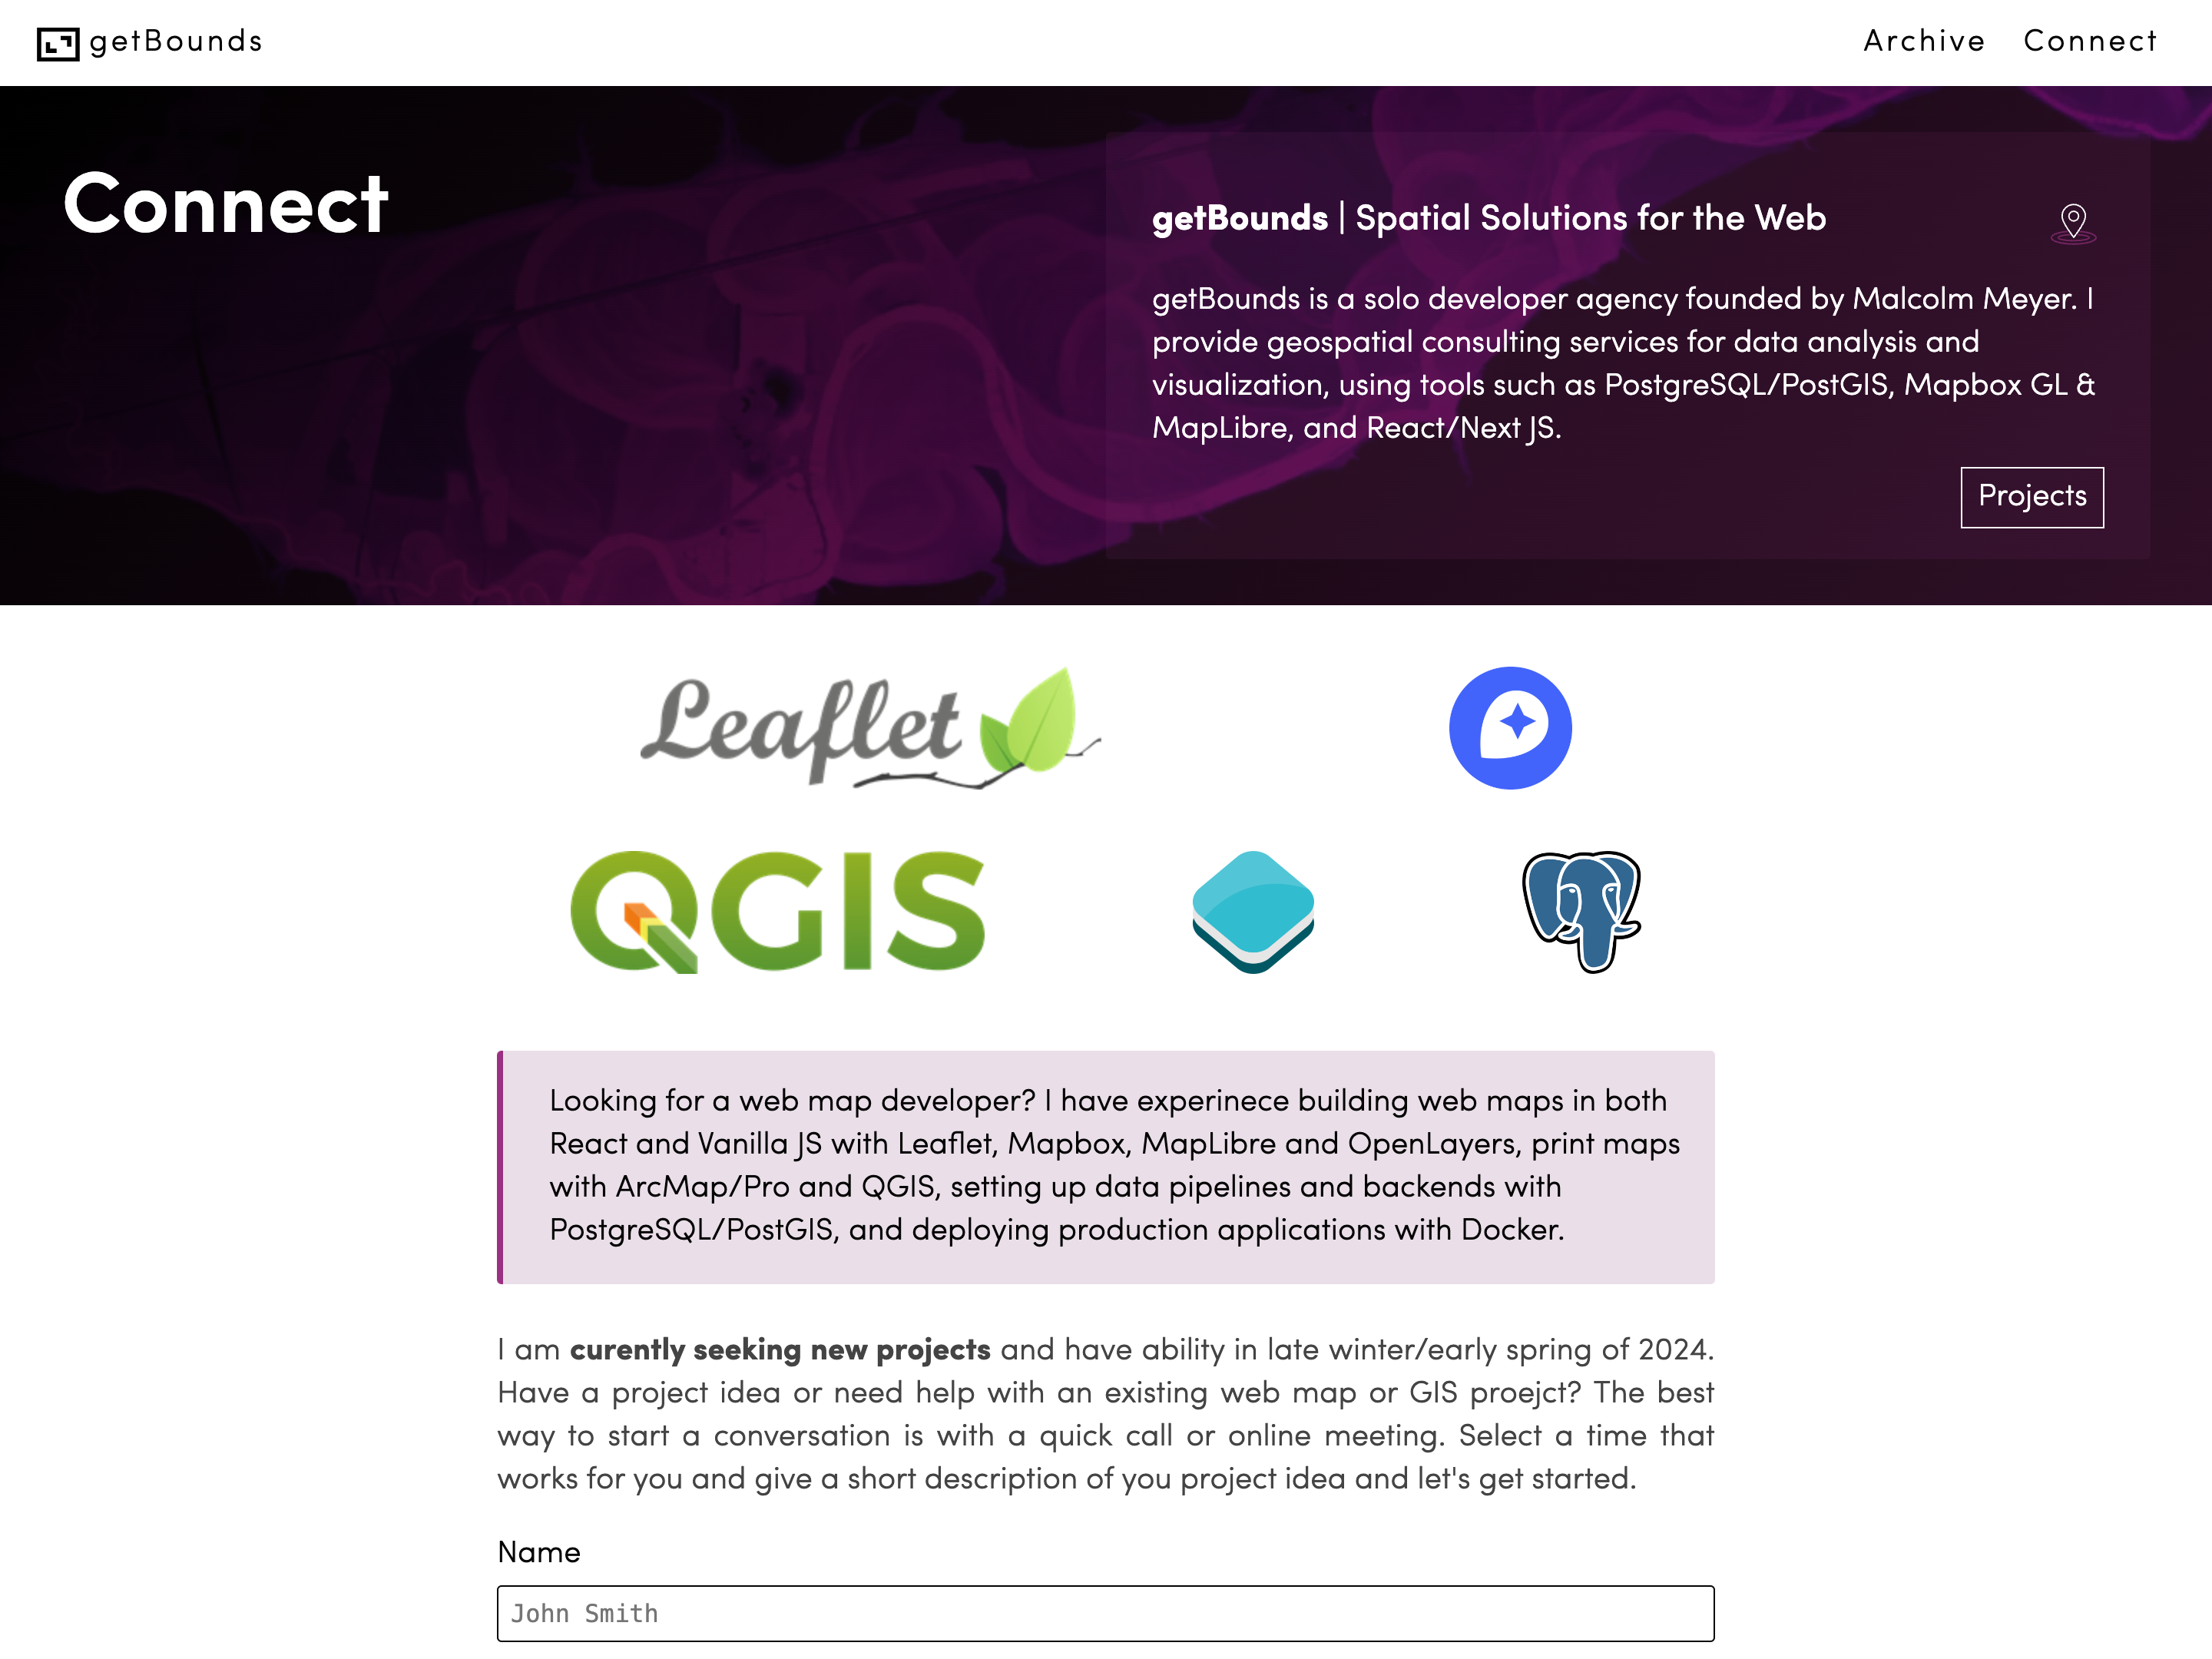 getBounds
Archive Connect
Connect
getBounds | Spatial Solutions for the Web
getBounds is a solo developer agency founded by Malcolm Meyer. I
provide geospatial consulting services for data analysis and
visualization, using tools such as PostgreSQL/PostGIS, Mapbox GL &
MapLibre, and React/Next JS.
Projects
Leaflet
QGIS
Looking for a web map developer? I have experinece building web maps in both
React and Vanilla JS with Leaflet, Mapbox, MapLibre and OpenLayers, print maps
with ArcMap/Pro and QGIS, setting up data pipelines and backends with
PostgreSQL/PostGIS, and deploying production applications with Docker.
I am curently seeking new projects and have ability in late winter/early spring of 2024.
Have a project idea or need help with an existing web map or GIS proejct? The best
way to start a conversation is with a quick call or online meeting. Select a time that
works for you and give a short description of you project idea and let's get started.
Name
John Smith